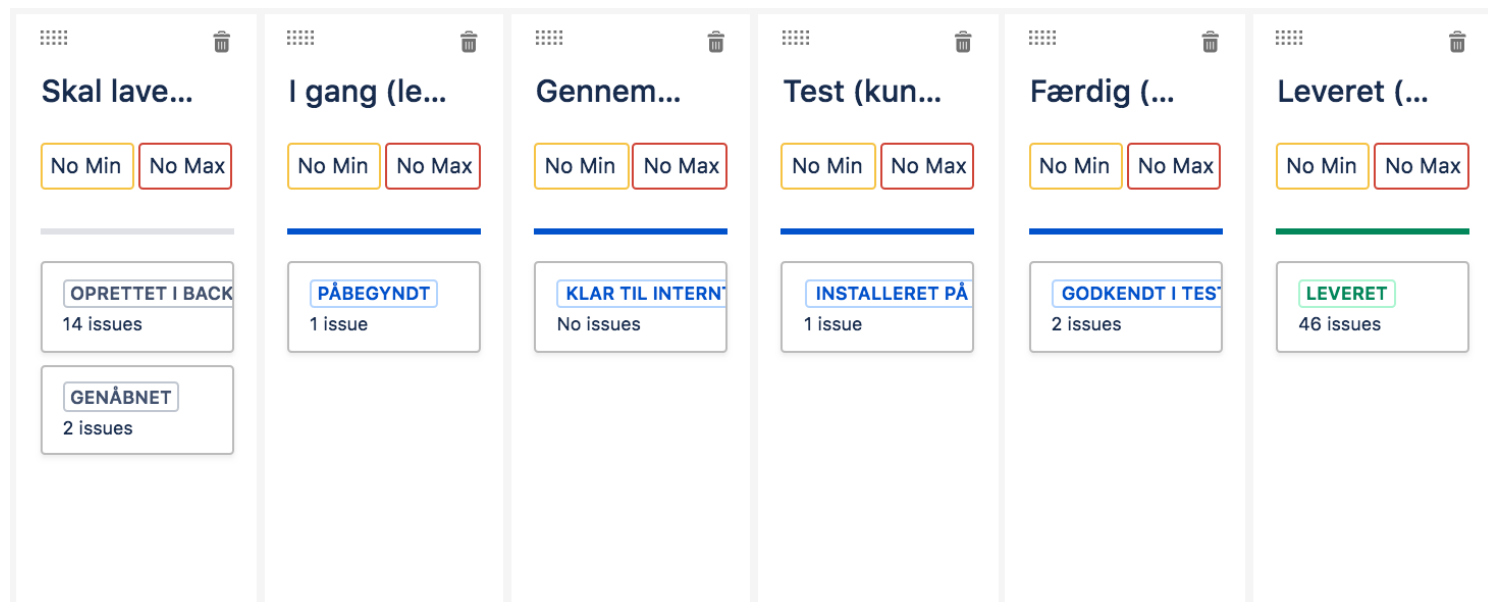 Skal lave...
No Min No Max
OPRETTET I BACK
14 issues
GENÅBNET
2 issues
I gang (le...
No Min No Max
PÅBEGYNDT
1 issue
Gennem...
No Min No Max
KLAR TIL INTERN
No issues
Test (kun...
No Min No Max
INSTALLERET PÅ
1 issue
Færdig (...
No Min No Max
GODKENDT I TEST
2 issues
Leveret (...
No Min No Max
LEVERET
46 issues